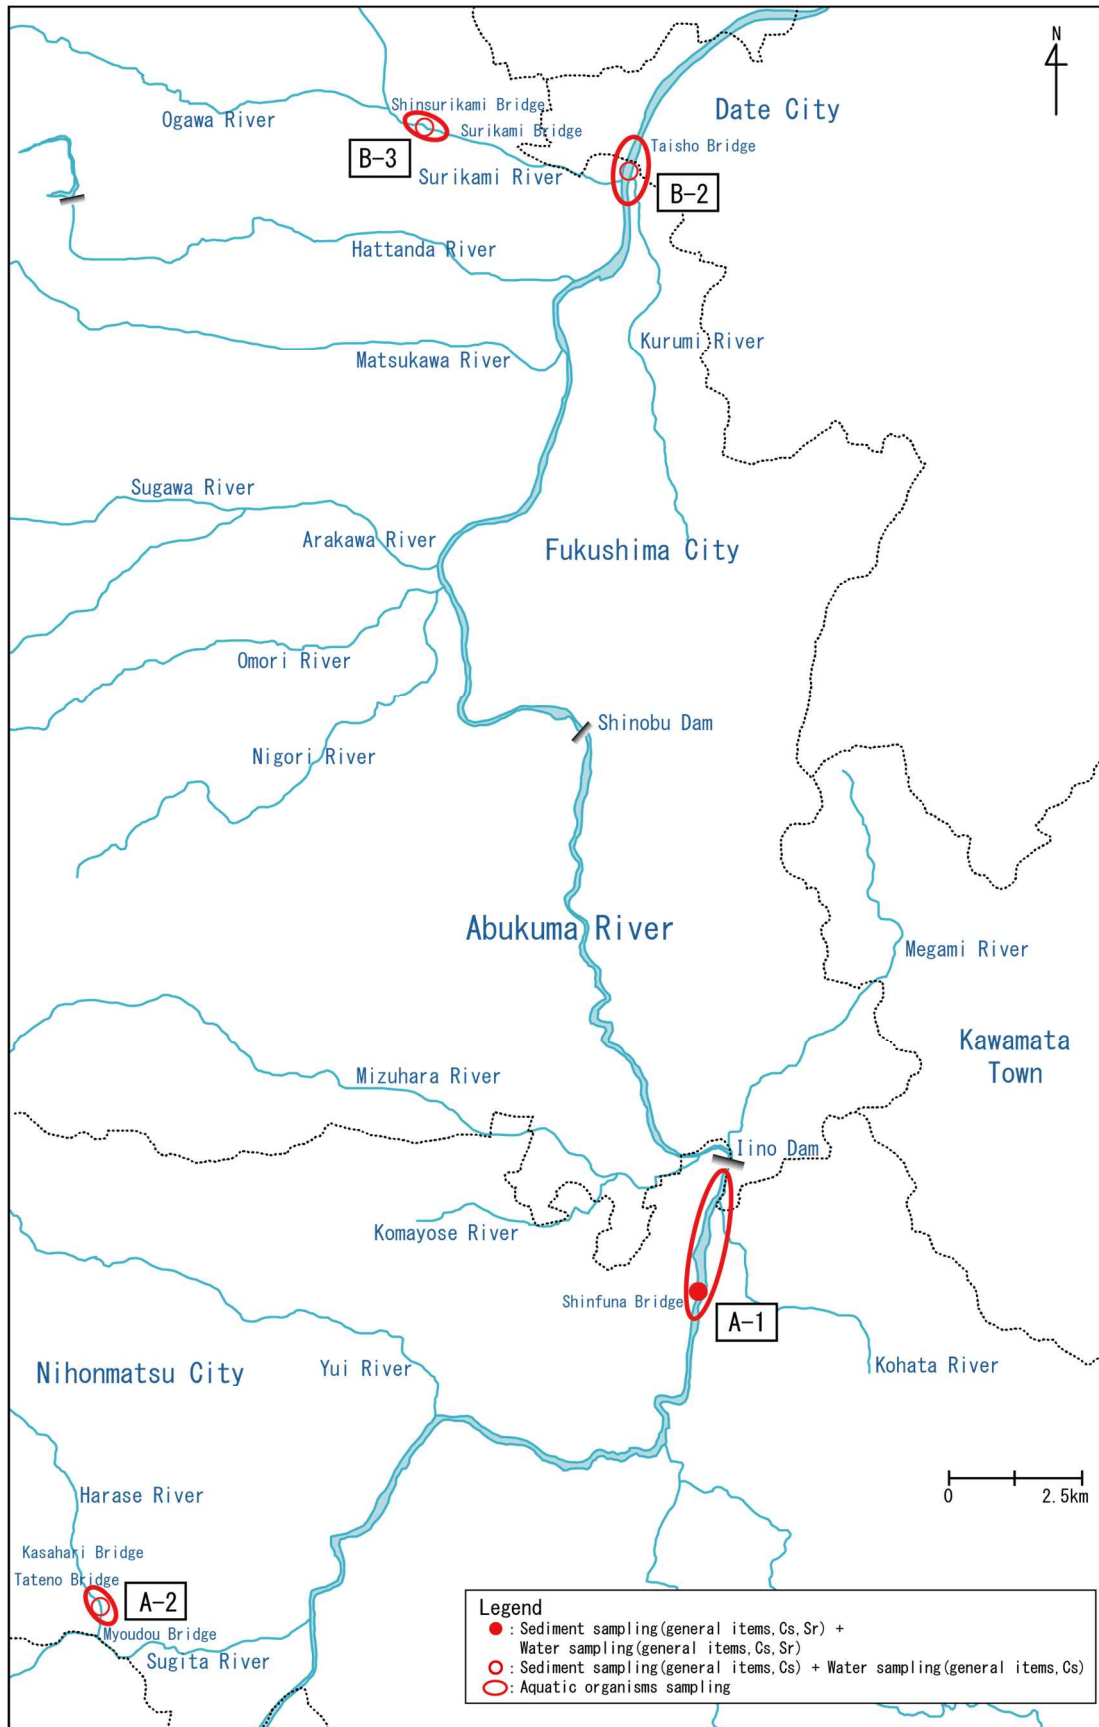 N
Date City
Shinsurikami Bridge
Ogawa River
Surikami Bridge
Taisho Bridge
B-3
Surikami River
B-2
Hattanda River
Kurumi River
Matsukawa River
Sugawa River
Arakawa River
Fukushima City
Omori River
Shinobu Dam
Nigori River
Abukuma River
Megami River
Kawamata
Town
Mizuhara River
Iino Dam
Komayose River
Shinfuna Bridge
A-1
Kohata River
Yui River
Nihonmatsu City
Harase River
0 2.5km
Kasahari Bridge
Tateno Bridge
A-2
Myoudou Bridge
Sugita River
Legend
: Sediment sampling(general items,Cs,Sr) +
Water sampling(general items,Cs,Sr)
: Sediment sampling(general items,Cs) + Water sampling(general items,Cs)
: Aquatic organisms sampling